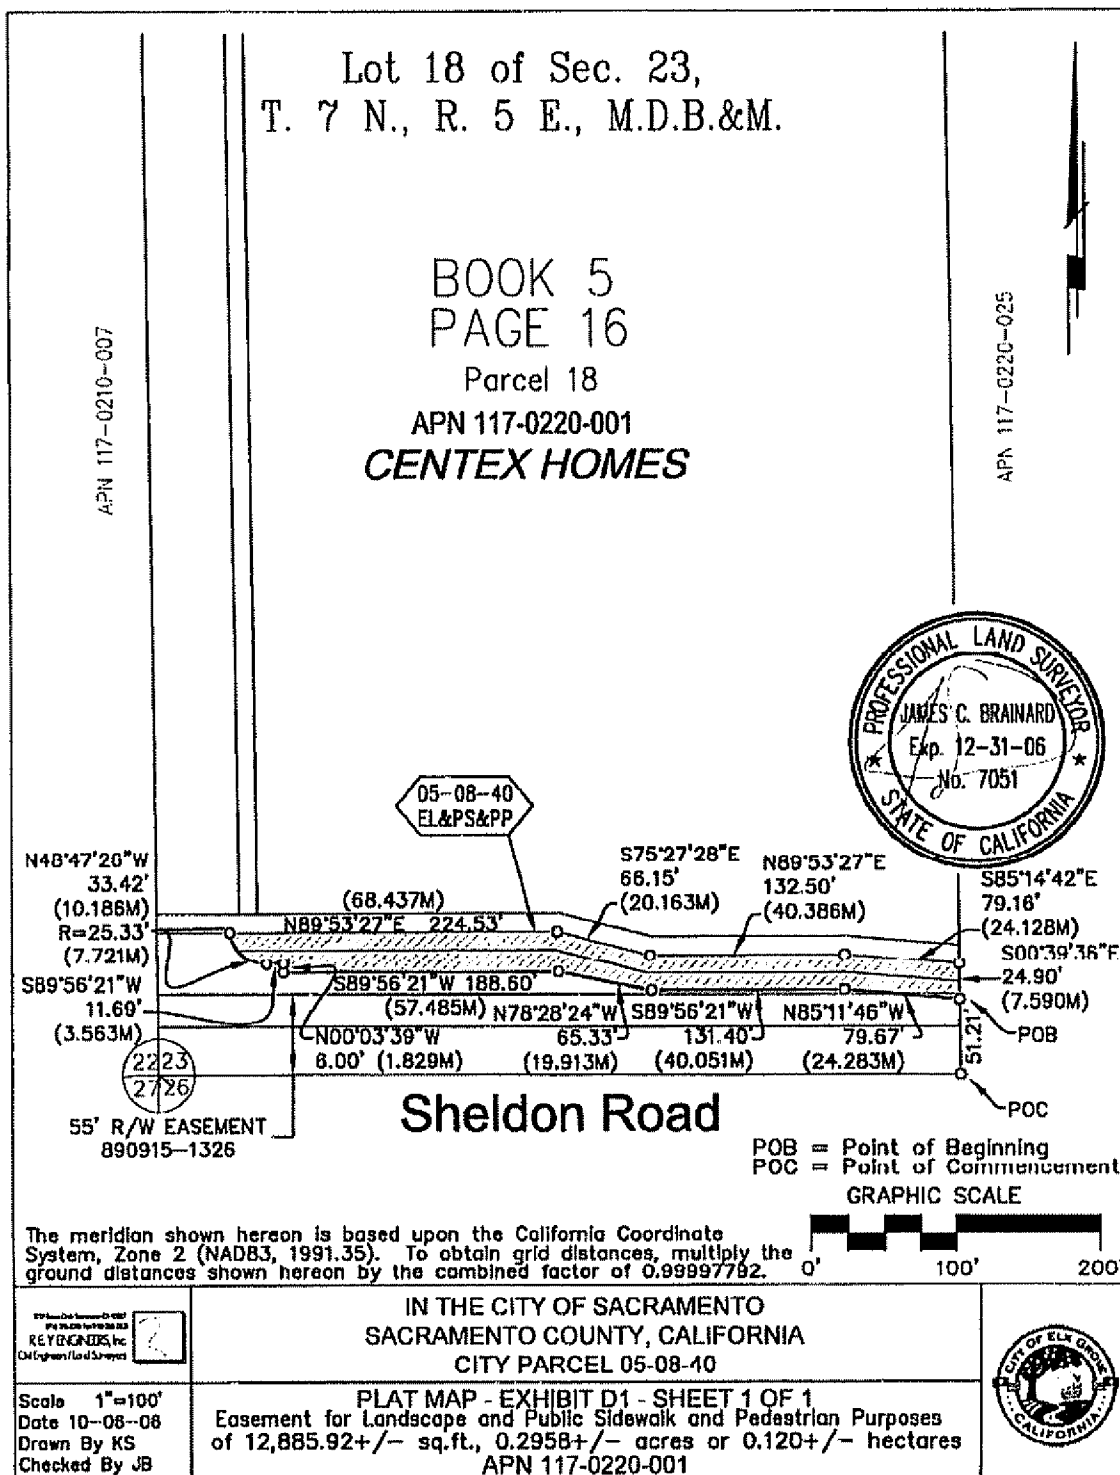 Lot 18 of Sec. 23,
T. 7 N., R. 5 E., M.D.B.&M.
BOOK 5
PAGE 16
Parcel 18
APN 117-0220-001
CENTEX HOMES
APN 117-0210-007
APN 117-0220-025
PROFESSIONAL LAND SURVEYOR
JAMES C. BRAINARD
Exp. 12-31-06
No. 7051
STATE OF CALIFORNIA
05-08-40
EL&PS&PP
N48°47'20"W
33.42'
(10.186M)
R=25.33'
(7.721M)
S89°56'21"W
11.69'
(3.563M)
(68.437M)
N89°53'27"E 224.53'
S75°27'28"E
66.15'
(20.163M)
N89°53'27"E
132.50'
(40.386M)
S85°14'42"E
79.16'
(24.128M)
S00°39'36"E
24.90'
(7.590M)
S89°56'21"W 188.60'
(57.485M)
N00°03'39"W
6.00' (1.829M)
N78°28'24"W
65.33'
(19.913M)
S89°56'21"W
131.40'
(40.051M)
N85°11'46"W
79.67'
(24.283M)
POB
51.21'
POC
22 23
27 26
55' R/W EASEMENT
890915-1326
Sheldon Road
POB = Point of Beginning
POC = Point of Commencement
GRAPHIC SCALE
0' 100' 200'
The meridian shown hereon is based upon the California Coordinate
System, Zone 2 (NAD83, 1991.35). To obtain grid distances, multiply the
ground distances shown hereon by the combined factor of 0.99997792.
R.E.Y. ENGINEERS, Inc.
Civil Engineers / Land Surveyors
IN THE CITY OF SACRAMENTO
SACRAMENTO COUNTY, CALIFORNIA
CITY PARCEL 05-08-40
Scale 1"=100'
Date 10-06-06
Drawn By KS
Checked By JB
PLAT MAP - EXHIBIT D1 - SHEET 1 OF 1
Easement for Landscape and Public Sidewalk and Pedestrian Purposes
of 12,885.92+/- sq.ft., 0.2958+/- acres or 0.120+/- hectares
APN 117-0220-001
CITY OF ELK GROVE
CALIFORNIA